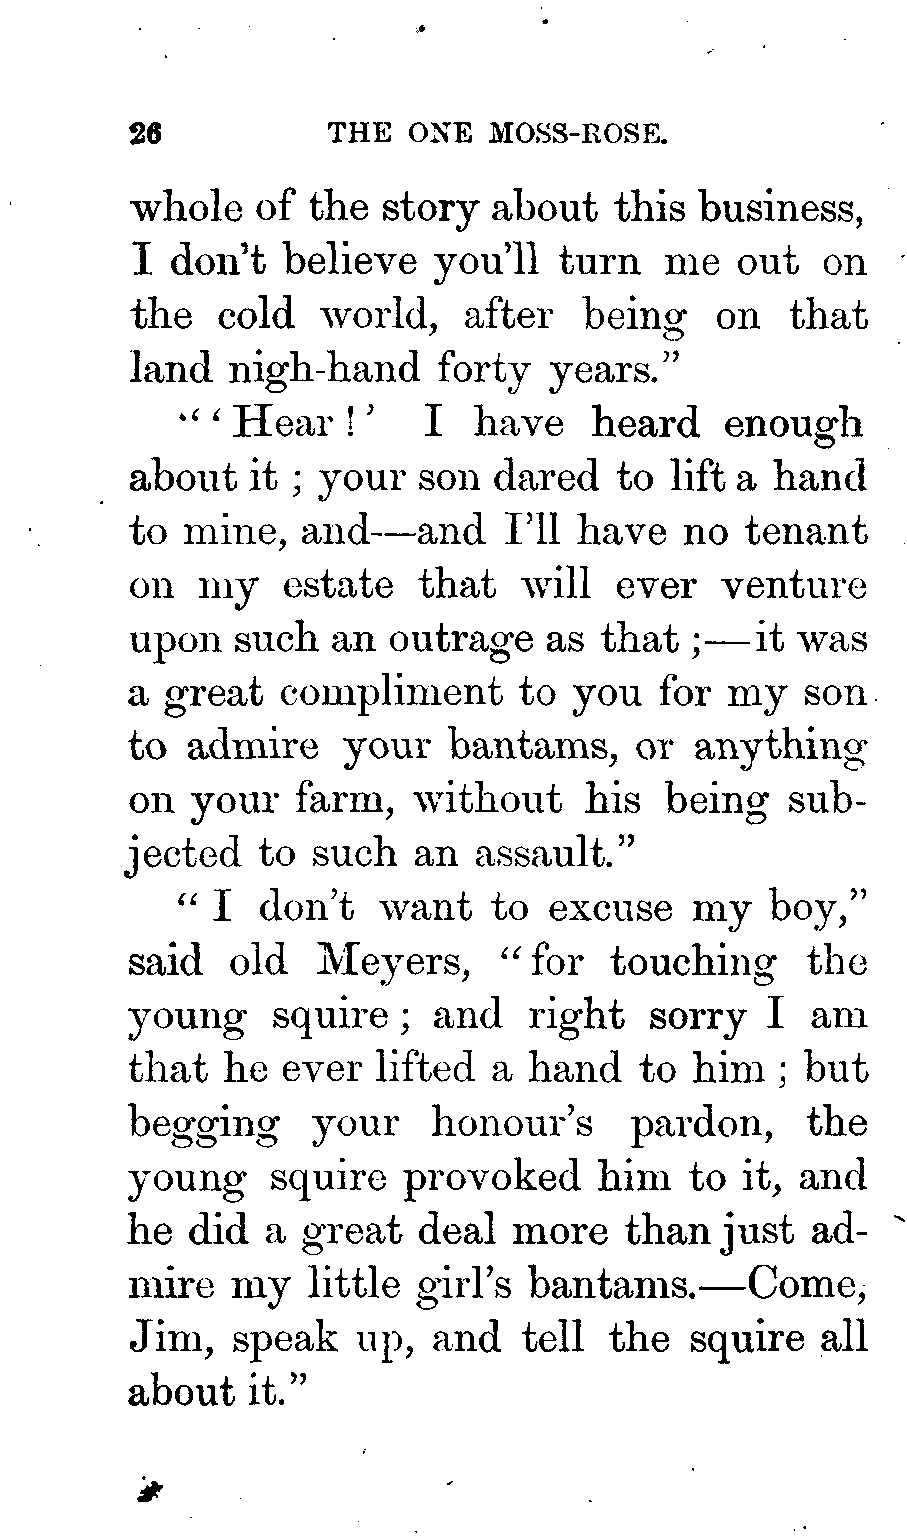 26 THE ONE MOSS-ROSE.
whole of the story about this business,
I don't believe you'll turn me out on
the cold world, after being on that
land nigh-hand forty years."
"'Hear!' I have heard enough
about it; your son dared to lift a hand
to mine, and—and I'll have no tenant
on my estate that will ever venture
upon such an outrage as that;—it was
a great compliment to you for my son
to admire your bantams, or anything
on your farm, without his being sub-
jected to such an assault."
"I don't want to excuse my boy,"
said old Meyers, "for touching the
young squire; and right sorry I am
that he ever lifted a hand to him; but
begging your honour's pardon, the
young squire provoked him to it, and
he did a great deal more than just ad-
mire my little girl's bantams.—Come,
Jim, speak up, and tell the squire all
about it."